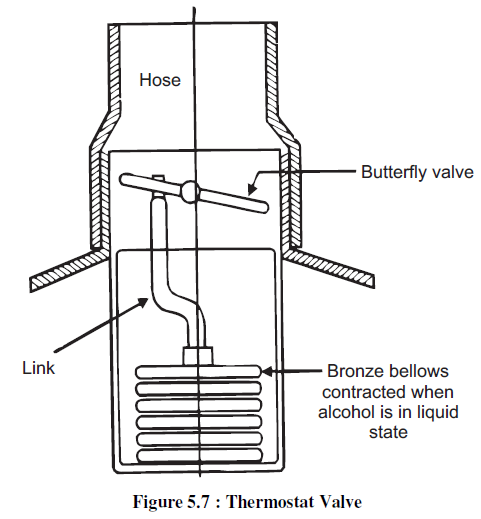 Hose
Butterfly valve
Link
Bronze bellows
contracted when
alcohol is in liquid
state
Figure 5.7 : Thermostat Valve